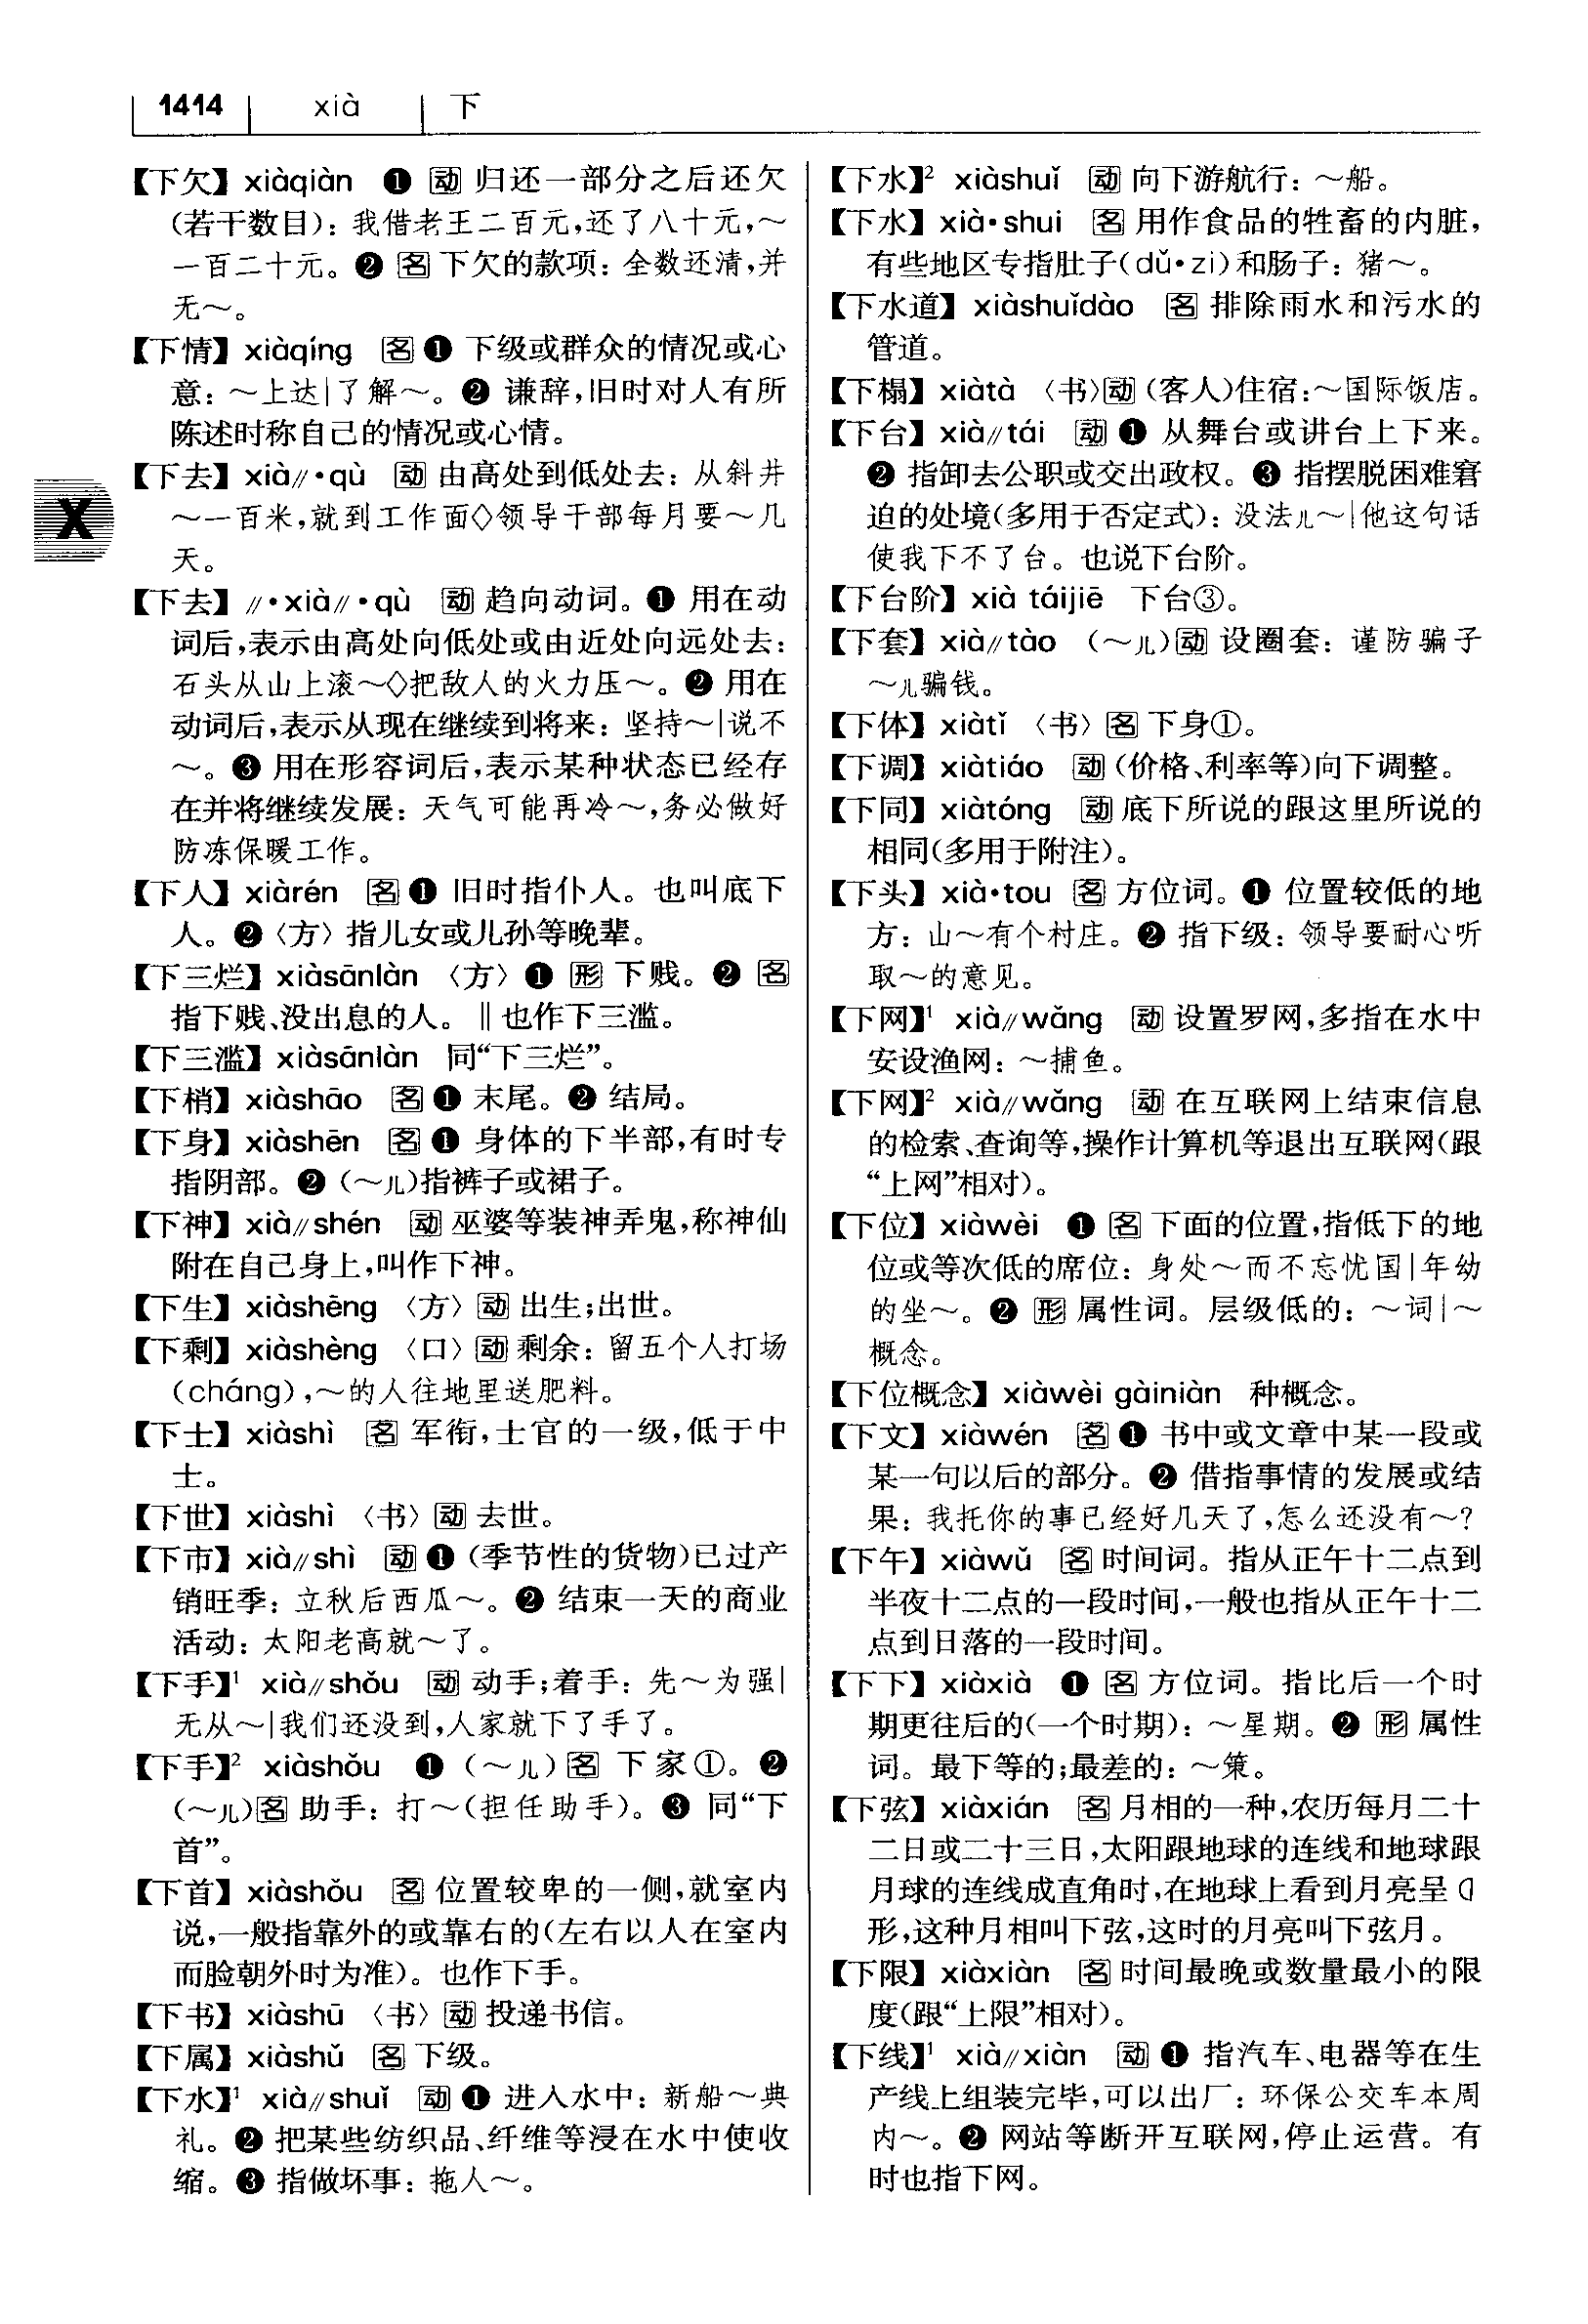 1414 xià 下
【下欠】 xiàqiàn ❶ 动 归还一部分之后还欠
(若干数目)：我借老王二百元,还了八十元,～
一百二十元。❷ 名 下欠的款项：全数还清,并
无～。
【下情】 xiàqíng 名 ❶ 下级或群众的情况或心
意：～上达|了解～。❷ 谦辞,旧时对人有所
陈述时称自己的情况或心情。
【下去】 xià//•qù 动 由高处到低处去：从斜井
～一百米,就到工作面◇领导干部每月要～几
天。
X
【下去】 //•xià//•qù 动 趋向动词。❶ 用在动
词后,表示由高处向低处或由近处向远处去：
石头从山上滚～◇把敌人的火力压～。❷ 用在
动词后,表示从现在继续到将来：坚持～|说不
～。❸ 用在形容词后,表示某种状态已经存
在并将继续发展：天气可能再冷～,务必做好
防冻保暖工作。
【下人】 xiàrén 名 ❶ 旧时指仆人。也叫底下
人。❷〈方〉指儿女或儿孙等晚辈。
【下三烂】 xiàsānlàn 〈方〉❶ 形 下贱。❷ 名
指下贱、没出息的人。‖也作下三滥。
【下三滥】 xiàsānlàn 同“下三烂”。
【下梢】 xiàshāo 名 ❶ 末尾。❷ 结局。
【下身】 xiàshēn 名 ❶ 身体的下半部,有时专
指阴部。❷ (～儿)指裤子或裙子。
【下神】 xià//shén 动 巫婆等装神弄鬼,称神仙
附在自己身上,叫作下神。
【下生】 xiàshēng 〈方〉动 出生;出世。
【下剩】 xiàshèng 〈口〉动 剩余：留五个人打场
(cháng),～的人往地里送肥料。
【下士】 xiàshì 名 军衔,士官的一级,低于中
士。
【下世】 xiàshì 〈书〉动 去世。
【下市】 xià//shì 动 ❶ (季节性的货物)已过产
销旺季：立秋后西瓜～。❷ 结束一天的商业
活动：太阳老高就～了。
【下手】¹ xià//shǒu 动 动手;着手：先～为强|
无从～|我们还没到,人家就下了手了。
【下手】² xiàshǒu ❶ (～儿)名 下家①。❷
(～儿)名 助手：打～(担任助手)。❸ 同“下
首”。
【下首】 xiàshǒu 名 位置较卑的一侧,就室内
说,一般指靠外的或靠右的(左右以人在室内
而脸朝外时为准)。也作下手。
【下书】 xiàshū 〈书〉动 投递书信。
【下属】 xiàshǔ 名 下级。
【下水】¹ xià//shuǐ 动 ❶ 进入水中：新船～典
礼。❷ 把某些纺织品、纤维等浸在水中使收
缩。❸ 指做坏事：拖人～。
【下水】² xiàshuǐ 动 向下游航行：～船。
【下水】 xià•shui 名 用作食品的牲畜的内脏,
有些地区专指肚子(dǔ•zi)和肠子：猪～。
【下水道】 xiàshuǐdào 名 排除雨水和污水的
管道。
【下榻】 xiàtà 〈书〉动 (客人)住宿：～国际饭店。
【下台】 xià//tái 动 ❶ 从舞台或讲台上下来。
❷ 指卸去公职或交出政权。❸ 指摆脱困难窘
迫的处境(多用于否定式)：没法儿～|他这句话
使我下不了台。也说下台阶。
【下台阶】 xià táijiē 下台③。
【下套】 xià//tào (～儿)动 设圈套：谨防骗子
～儿骗钱。
【下体】 xiàtǐ 〈书〉名 下身①。
【下调】 xiàtiáo 动 (价格、利率等)向下调整。
【下同】 xiàtóng 动 底下所说的跟这里所说的
相同(多用于附注)。
【下头】 xià•tou 名 方位词。❶ 位置较低的地
方：山～有个村庄。❷ 指下级：领导要耐心听
取～的意见。
【下网】¹ xià//wǎng 动 设置罗网,多指在水中
安设渔网：～捕鱼。
【下网】² xià//wǎng 动 在互联网上结束信息
的检索、查询等,操作计算机等退出互联网(跟
“上网”相对)。
【下位】 xiàwèi ❶ 名 下面的位置,指低下的地
位或等次低的席位：身处～而不忘忧国|年幼
的坐～。❷ 形 属性词。层级低的：～词|～
概念。
【下位概念】 xiàwèi gàiniàn 种概念。
【下文】 xiàwén 名 ❶ 书中或文章中某一段或
某一句以后的部分。❷ 借指事情的发展或结
果：我托你的事已经好几天了,怎么还没有～?
【下午】 xiàwǔ 名 时间词。指从正午十二点到
半夜十二点的一段时间,一般也指从正午十二
点到日落的一段时间。
【下下】 xiàxià ❶ 名 方位词。指比后一个时
期更往后的(一个时期)：～星期。❷ 形 属性
词。最下等的;最差的：～策。
【下弦】 xiàxián 名 月相的一种,农历每月二十
二日或二十三日,太阳跟地球的连线和地球跟
月球的连线成直角时,在地球上看到月亮呈
形,这种月相叫下弦,这时的月亮叫下弦月。
【下限】 xiàxiàn 名 时间最晚或数量最小的限
度(跟“上限”相对)。
【下线】¹ xià//xiàn 动 ❶ 指汽车、电器等在生
产线上组装完毕,可以出厂：环保公交车本周
内～。❷ 网站等断开互联网,停止运营。有
时也指下网。